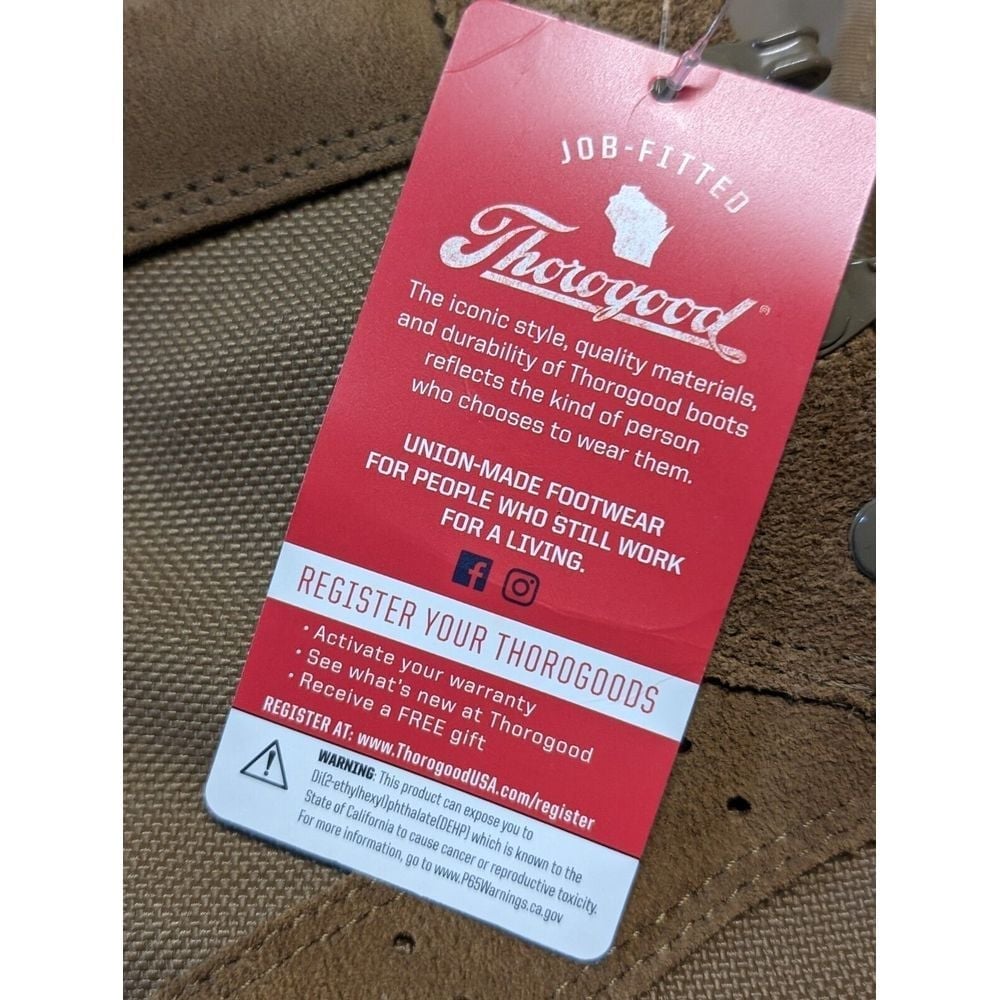 JOB-FITTED
Thorogood®
The iconic style, quality materials,
and durability of Thorogood boots
reflects the kind of person
who chooses to wear them.
UNION-MADE FOOTWEAR
FOR PEOPLE WHO STILL WORK
FOR A LIVING.
REGISTER YOUR THOROGOODS
• Activate your warranty
• See what's new at Thorogood
• Receive a FREE gift
REGISTER AT: www.ThorogoodUSA.com/register
WARNING: This product can expose you to
Di(2-ethylhexyl)phthalate(DEHP) which is known to the
State of California to cause cancer or reproductive toxicity.
For more information, go to www.P65Warnings.ca.gov